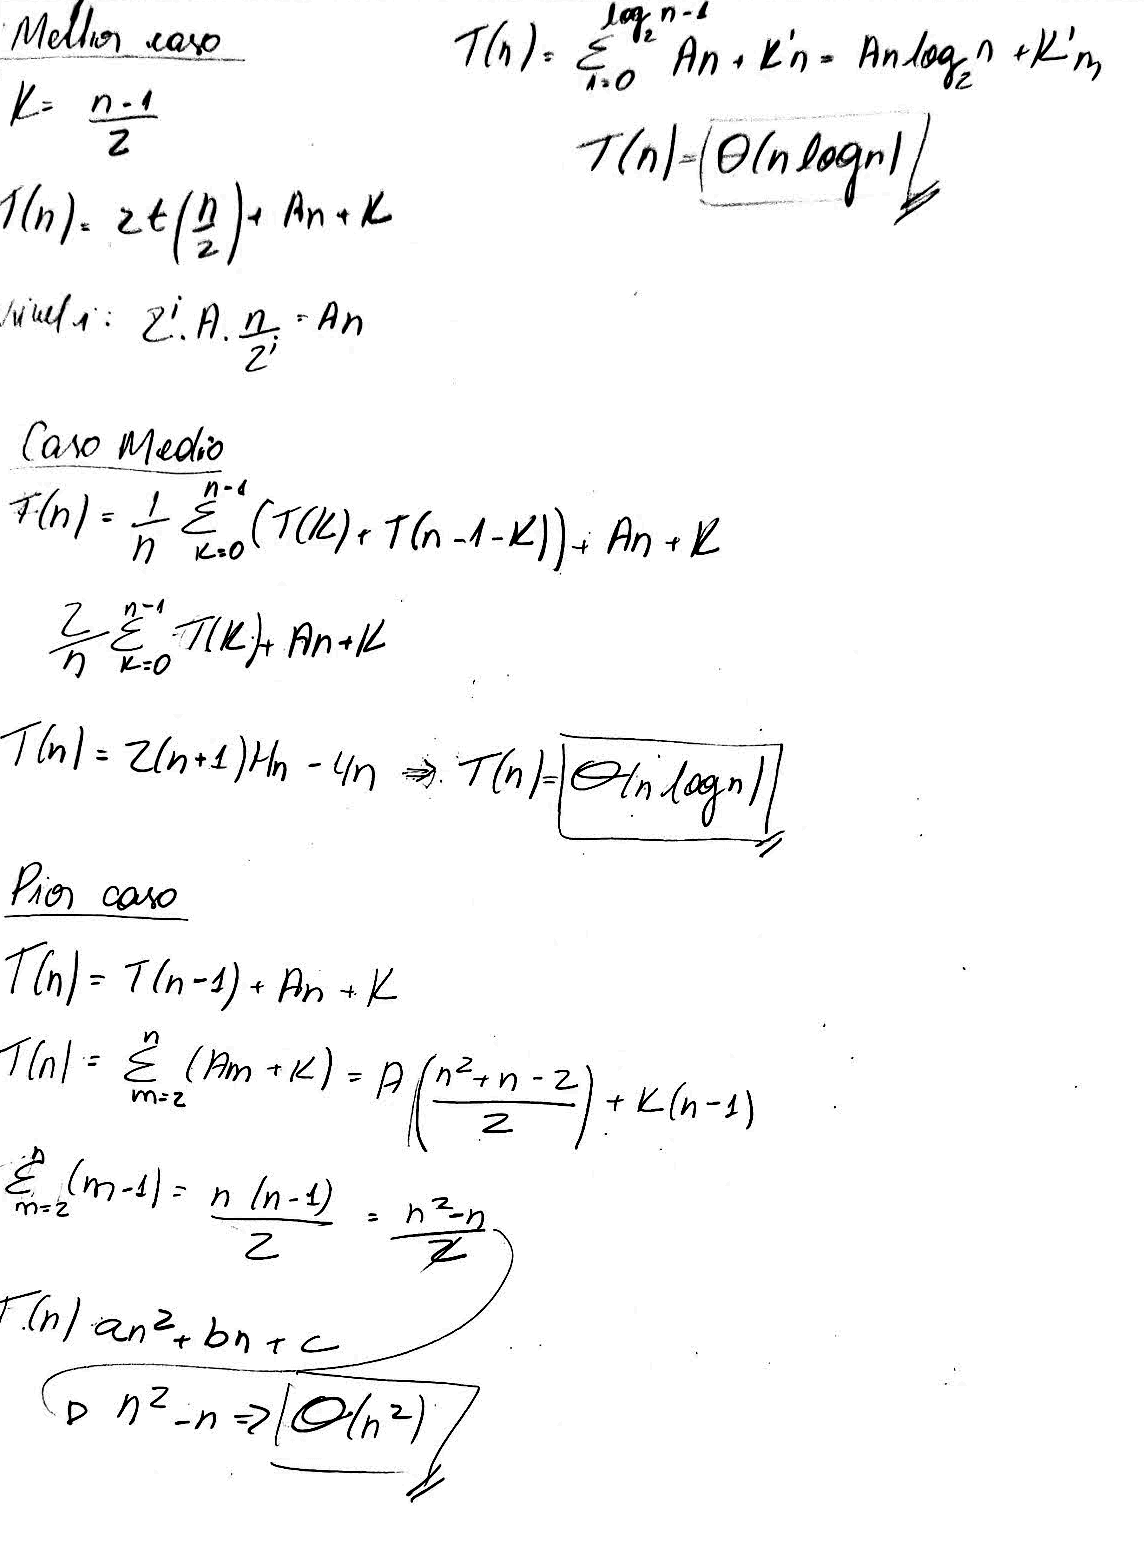 Melhor caso
K = (n-1)/2
T(n) = 2t(n/2) + An + K
nível i: 2^i . A . n/2^i = An
T(n) = Σ_{i=0}^{log_2 n-1} An + K'n = An log_2 n + K'n
T(n) = Θ(n log n)
Caso Medio
T(n) = 1/n Σ_{K=0}^{n-1} (T(K) + T(n-1-K)) + An + K
2/n Σ_{K=0}^{n-1} T(K) + An + K
T(n) = 2(n+1)Hn - 4n ⇒ T(n) = Θ(n log n)
Pior caso
T(n) = T(n-1) + An + K
T(n) = Σ_{m=2}^{n} (Am + K) = A((n²+n-2)/2) + K(n-1)
Σ_{m=2}^{n} (m-1) = n(n-1)/2 = (n²-n)/2
T(n) an² + bn + c
n² - n ⇒ Θ(n²)